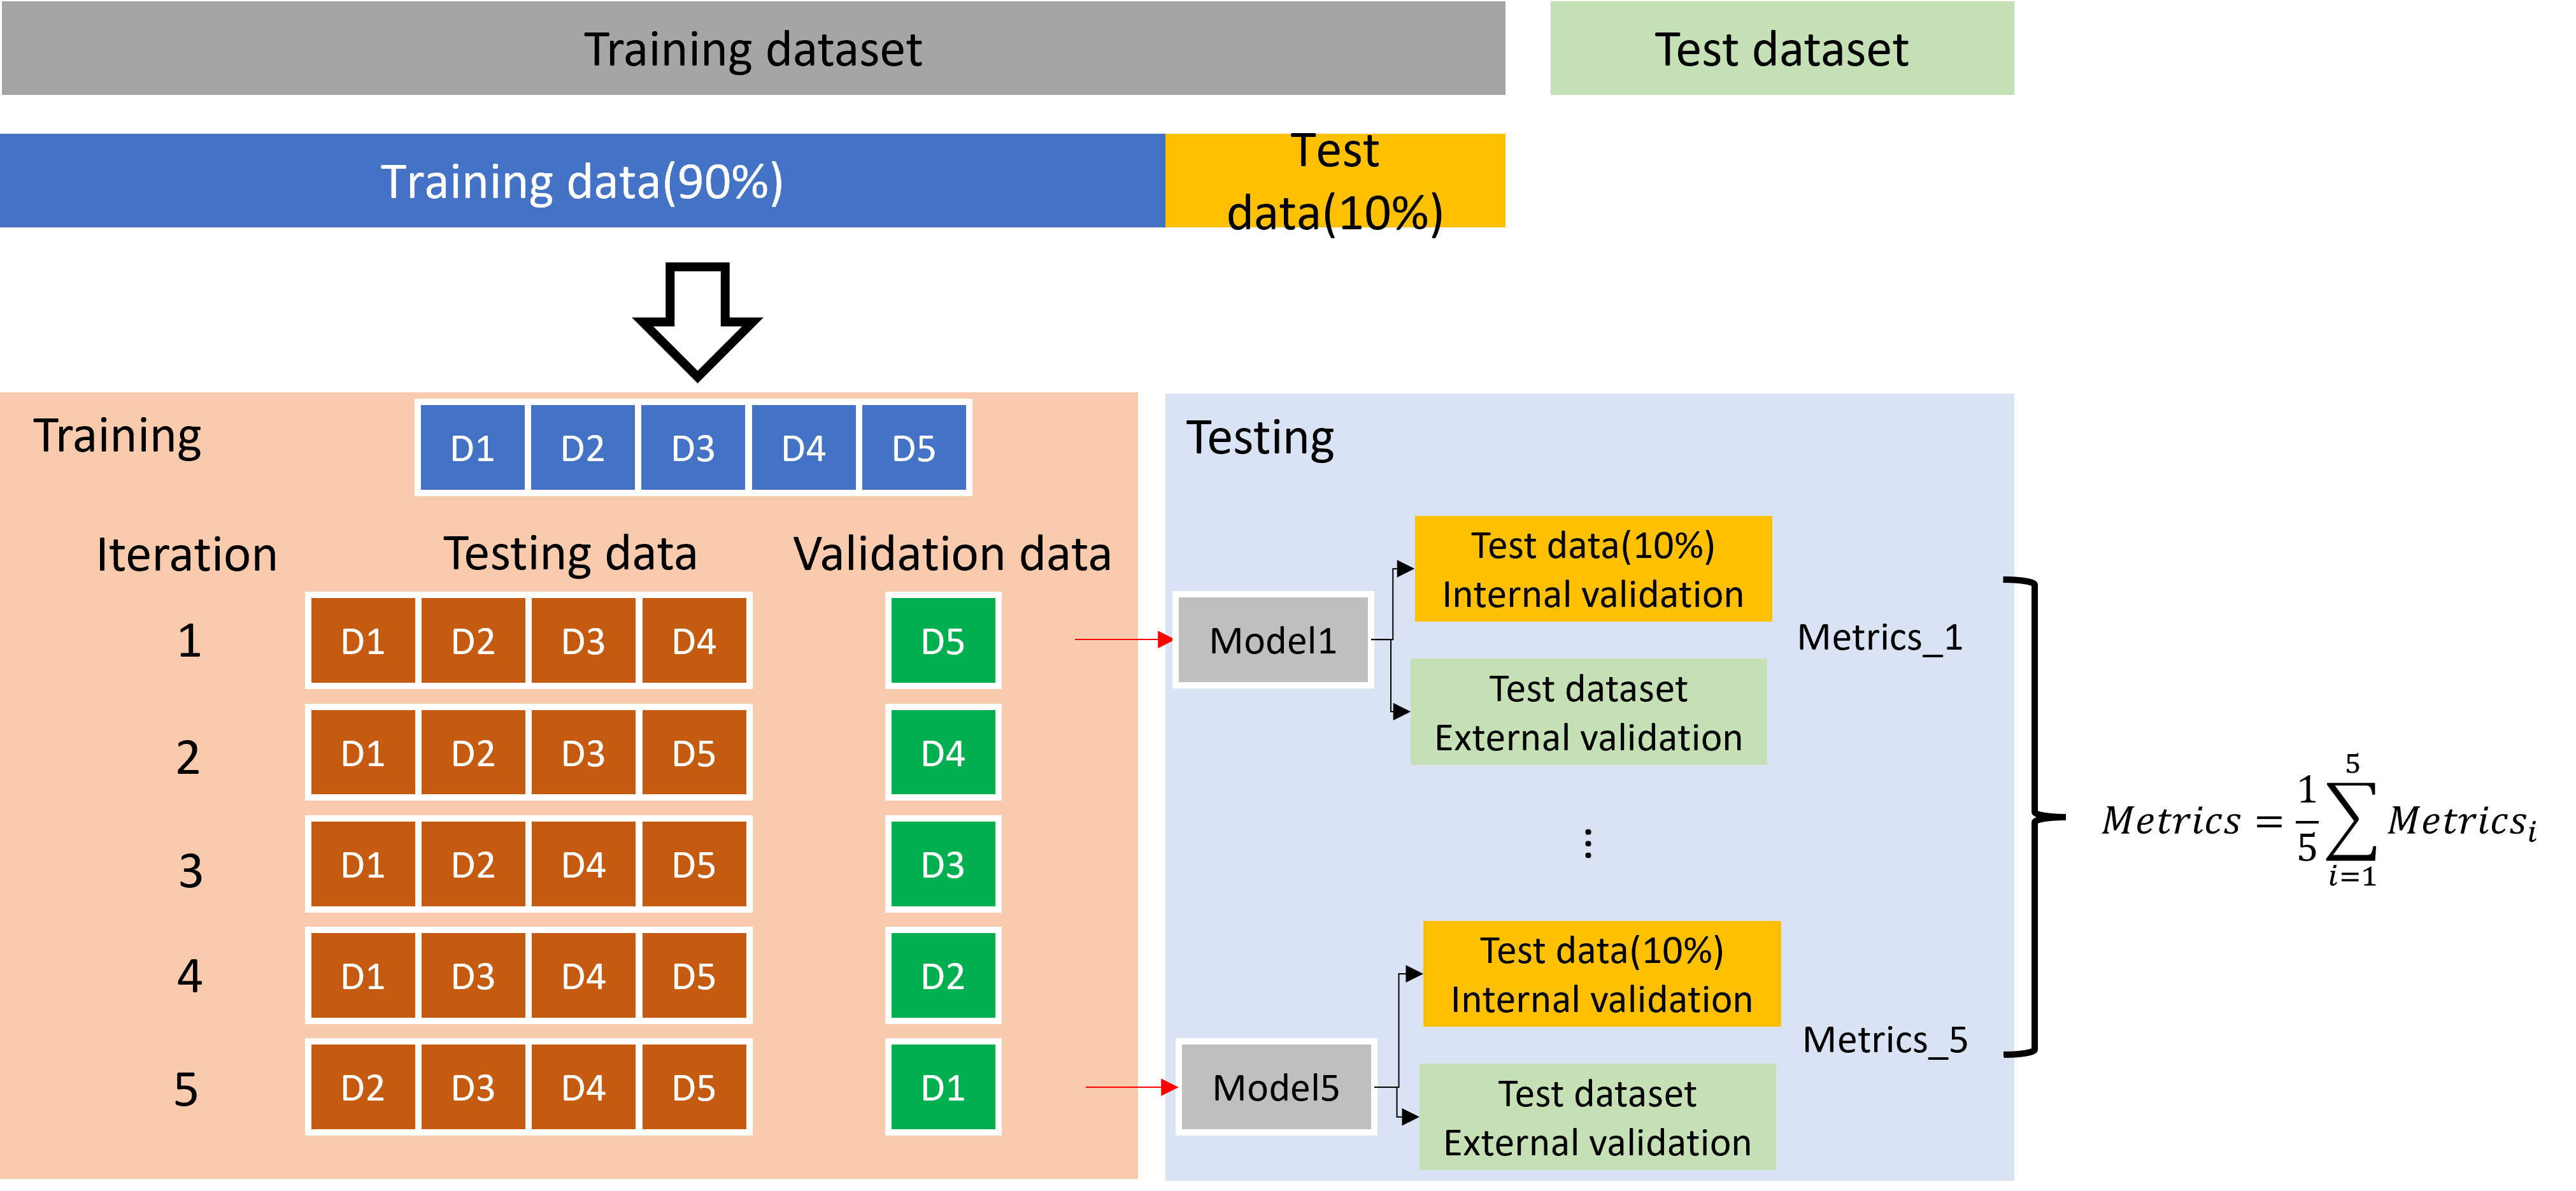 Training dataset
Test dataset
Training data(90%)
Test
data(10%)
Training
D1 D2 D3 D4 D5
Iteration
Testing data
Validation data
1
D1 D2 D3 D4
D5
2
D1 D2 D3 D5
D4
3
D1 D2 D4 D5
D3
4
D1 D3 D4 D5
D2
5
D2 D3 D4 D5
D1
Testing
Model1
Test data(10%)
Internal validation
Test dataset
External validation
Metrics_1
⋮
Model5
Test data(10%)
Internal validation
Test dataset
External validation
Metrics_5
Metrics = 1/5 ∑_{i=1}^{5} Metrics_i